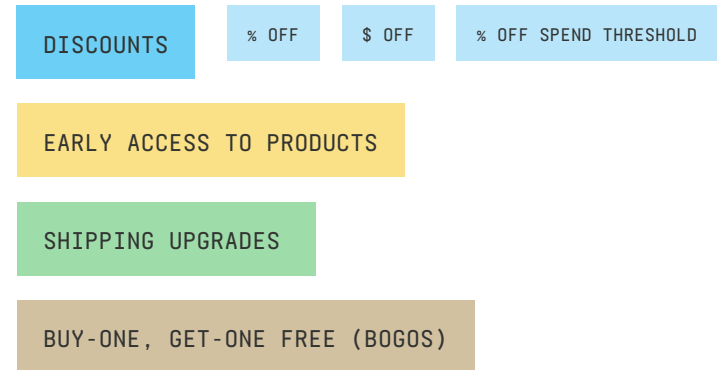 DISCOUNTS % OFF $ OFF % OFF SPEND THRESHOLD
EARLY ACCESS TO PRODUCTS
SHIPPING UPGRADES
BUY-ONE, GET-ONE FREE (BOGOS)